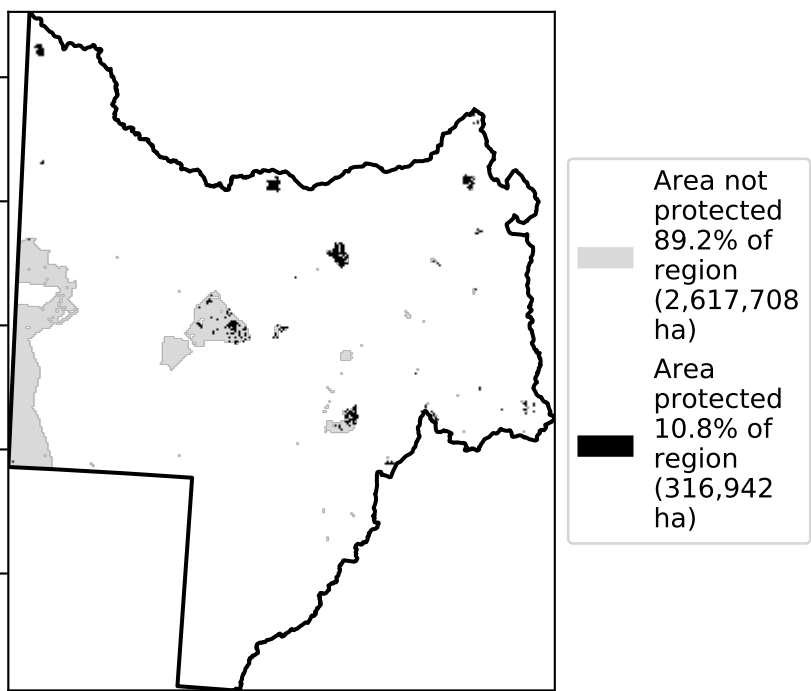 Area not
protected
89.2% of
region
(2,617,708
ha)
Area
protected
10.8% of
region
(316,942
ha)